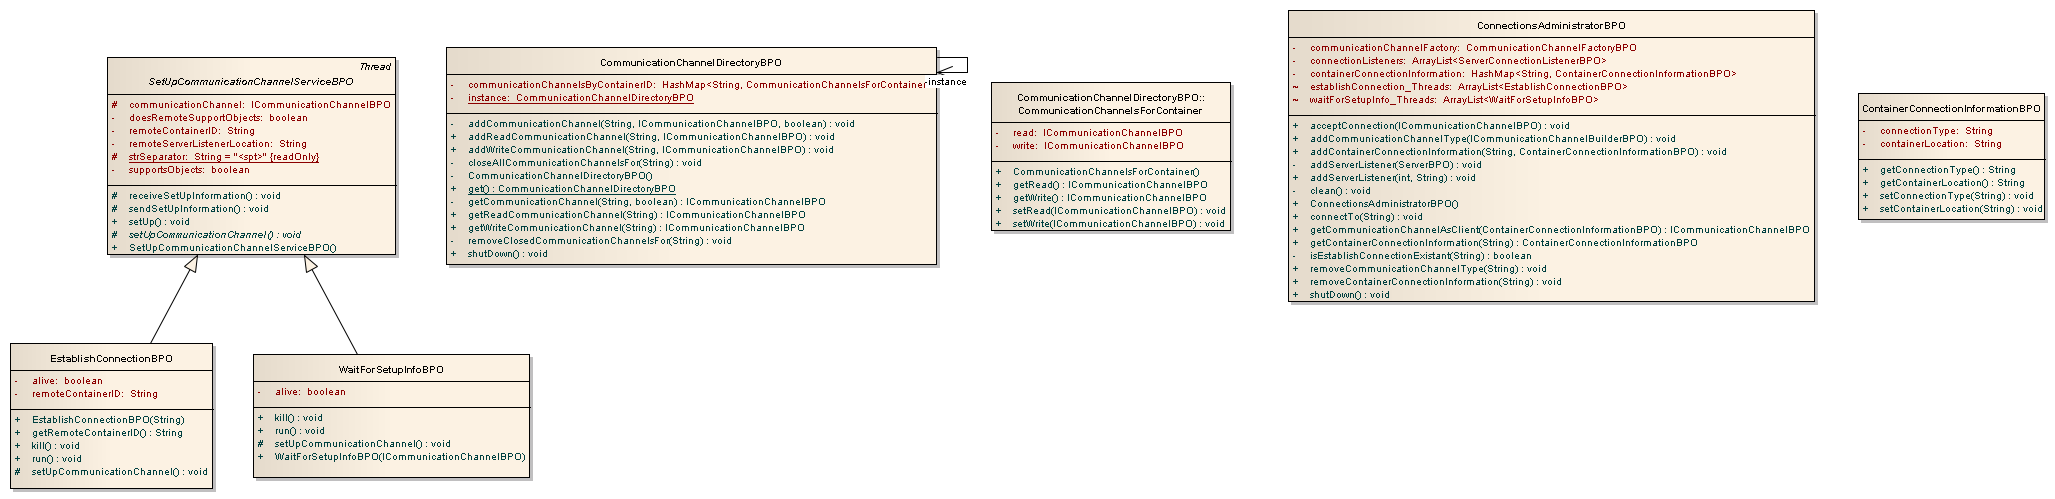 Thread
SetUpCommunicationChannelServiceBPO
# communicationChannel: ICommunicationChannelBPO
- doesRemoteSupportObjects: boolean
- remoteContainerID: String
- remoteServerListenerLocation: String
# strSeparator: String = "<spt>" {readOnly}
- supportsObjects: boolean
# receiveSetUpInformation() : void
# sendSetUpInformation() : void
+ setUp() : void
# setUpCommunicationChannel() : void
+ SetUpCommunicationChannelServiceBPO()
EstablishConnectionBPO
- alive: boolean
- remoteContainerID: String
+ EstablishConnectionBPO(String)
+ getRemoteContainerID() : String
+ kill() : void
+ run() : void
# setUpCommunicationChannel() : void
WaitForSetupInfoBPO
- alive: boolean
+ kill() : void
+ run() : void
# setUpCommunicationChannel() : void
+ WaitForSetupInfoBPO(ICommunicationChannelBPO)
CommunicationChannelDirectoryBPO
- communicationChannelsByContainerID: HashMap<String, CommunicationChannelsForContainer
- instance: CommunicationChannelDirectoryBPO
- addCommunicationChannel(String, ICommunicationChannelBPO, boolean) : void
+ addReadCommunicationChannel(String, ICommunicationChannelBPO) : void
+ addWriteCommunicationChannel(String, ICommunicationChannelBPO) : void
- closeAllCommunicationChannelsFor(String) : void
- CommunicationChannelDirectoryBPO()
+ get() : CommunicationChannelDirectoryBPO
- getCommunicationChannel(String, boolean) : ICommunicationChannelBPO
+ getReadCommunicationChannel(String) : ICommunicationChannelBPO
+ getWriteCommunicationChannel(String) : ICommunicationChannelBPO
- removeClosedCommunicationChannelsFor(String) : void
+ shutDown() : void
instance
CommunicationChannelDirectoryBPO::
CommunicationChannelsForContainer
- read: ICommunicationChannelBPO
- write: ICommunicationChannelBPO
+ CommunicationChannelsForContainer()
+ getRead() : ICommunicationChannelBPO
+ getWrite() : ICommunicationChannelBPO
+ setRead(ICommunicationChannelBPO) : void
+ setWrite(ICommunicationChannelBPO) : void
ConnectionsAdministratorBPO
- communicationChannelFactory: CommunicationChannelFactoryBPO
- connectionListeners: ArrayList<ServerConnectionListenerBPO>
- containerConnectionInformation: HashMap<String, ContainerConnectionInformationBPO>
~ establishConnection_Threads: ArrayList<EstablishConnectionBPO>
~ waitForSetupInfo_Threads: ArrayList<WaitForSetupInfoBPO>
+ acceptConnection(ICommunicationChannelBPO) : void
+ addCommunicationChannelType(ICommunicationChannelBuilderBPO) : void
+ addContainerConnectionInformation(String, ContainerConnectionInformationBPO) : void
- addServerListener(ServerBPO) : void
+ addServerListener(int, String) : void
- clean() : void
+ ConnectionsAdministratorBPO()
+ connectTo(String) : void
+ getCommunicationChannelAsClient(ContainerConnectionInformationBPO) : ICommunicationChannelBPO
+ getContainerConnectionInformation(String) : ContainerConnectionInformationBPO
- isEstablishConnectionExistant(String) : boolean
+ removeCommunicationChannelType(String) : void
+ removeContainerConnectionInformation(String) : void
+ shutDown() : void
ContainerConnectionInformationBPO
- connectionType: String
- containerLocation: String
+ getConnectionType() : String
+ getContainerLocation() : String
+ setConnectionType(String) : void
+ setContainerLocation(String) : void